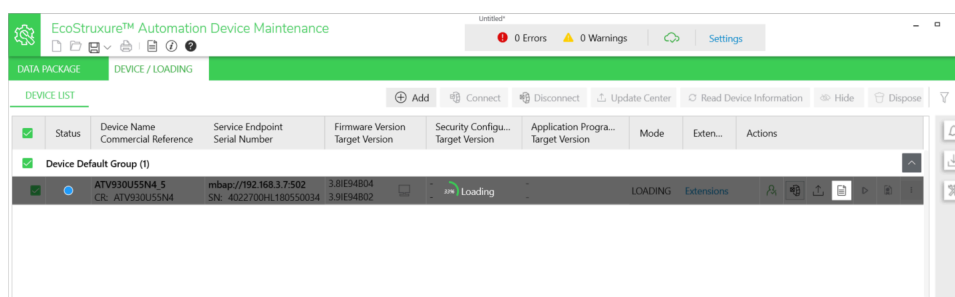 Untitled*
EcoStruxure™ Automation Device Maintenance
0 Errors
0 Warnings
Settings
DATA PACKAGE
DEVICE / LOADING
DEVICE LIST
Add
Connect
Disconnect
Update Center
Read Device Information
Hide
Dispose
Status
Device Name
Commercial Reference
Service Endpoint
Serial Number
Firmware Version
Target Version
Security Configu...
Target Version
Application Progra...
Target Version
Mode
Exten...
Actions
Device Default Group (1)
ATV930U55N4_5
CR: ATV930U55N4
mbap://192.168.3.7:502
SN: 4022700HL180550034
3.8IE94B04
3.9IE94B02
-
-
Loading
-
-
LOADING
Extensions